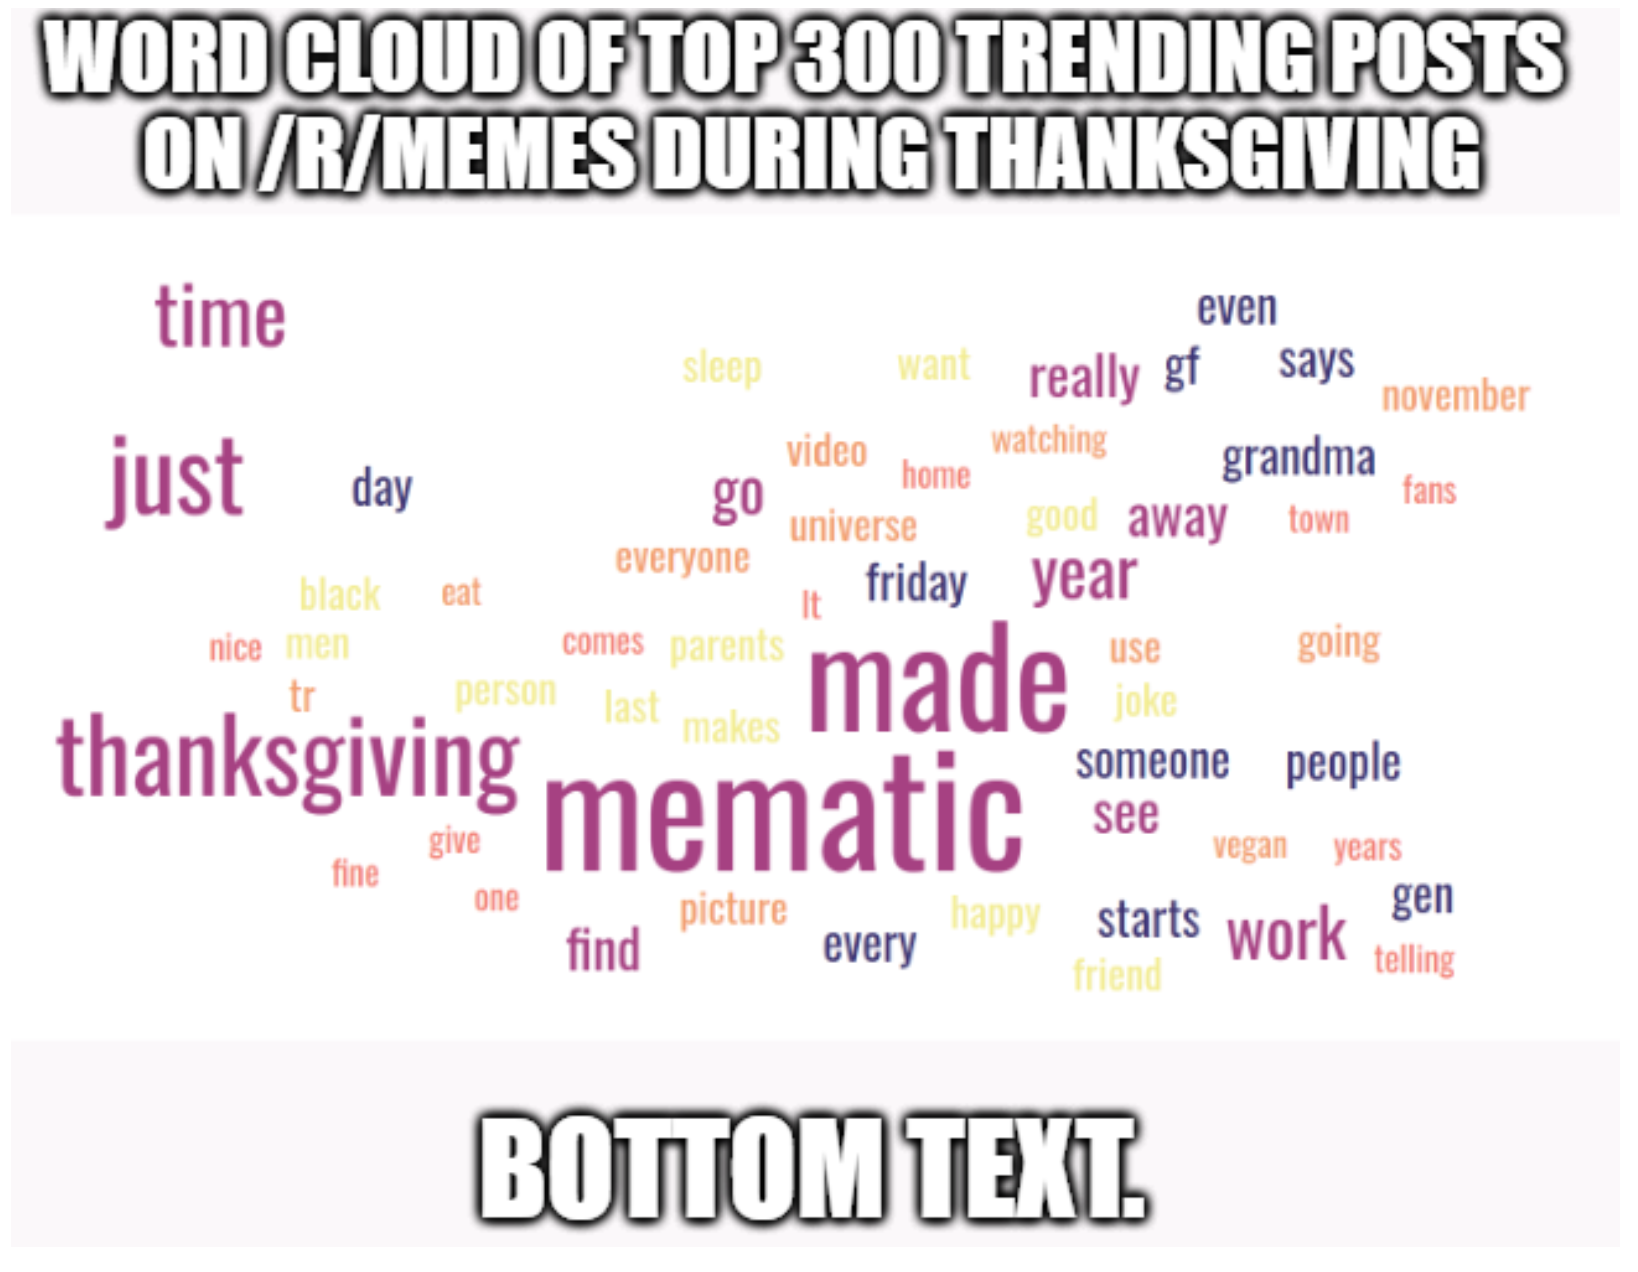 WORD CLOUD OF TOP 300 TRENDING POSTS
ON /R/MEMES DURING THANKSGIVING
time
even
sleep
want
really
gf
says
november
just
day
video
watching
home
grandma
fans
go
universe
good
away
town
everyone
friday
year
black
eat
lt
nice
men
comes
parents
made
use
going
tr
person
last
makes
joke
thanksgiving
mematic
someone
people
see
give
fine
vegan
years
one
picture
happy
starts
work
gen
find
every
friend
telling
BOTTOM TEXT.